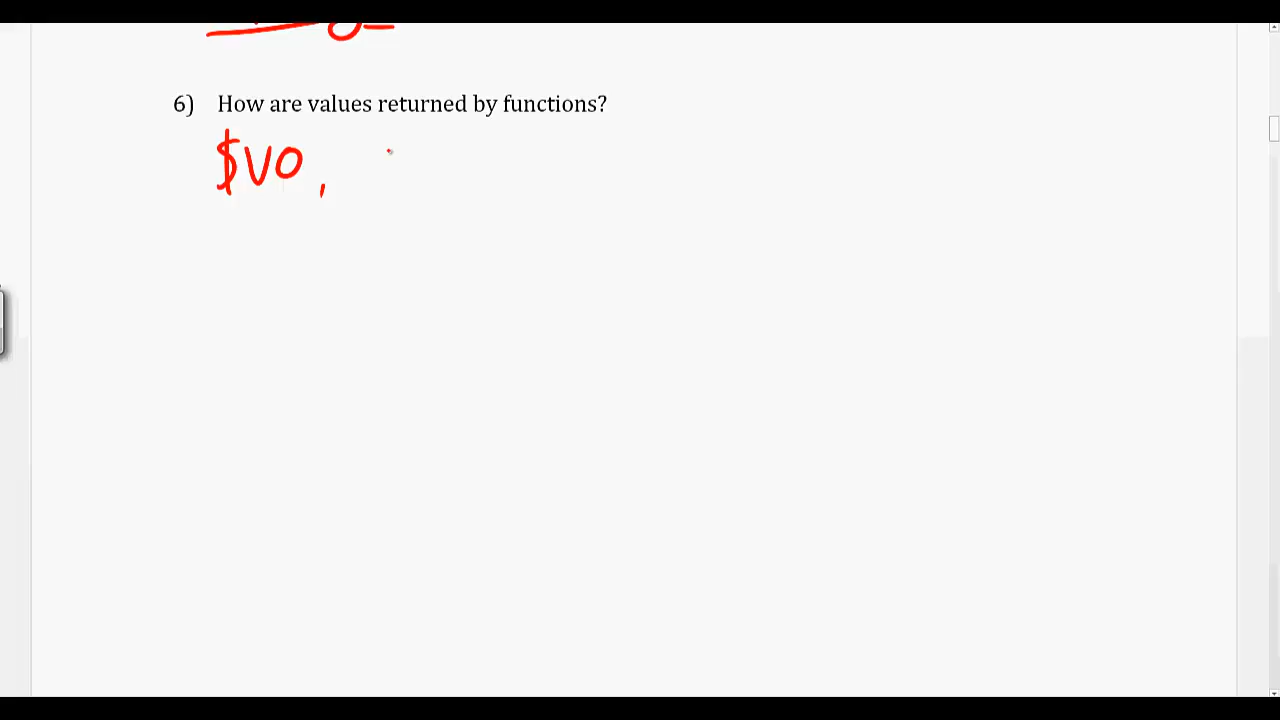 6) How are values returned by functions?
$V0,